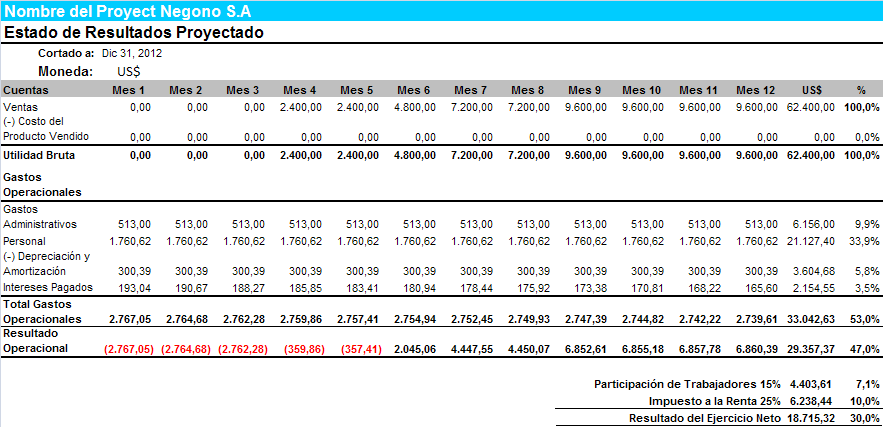 Nombre del Proyect Negono S.A
Estado de Resultados Proyectado
Cortado a: Dic 31, 2012
Moneda: US$
Cuentas Mes 1 Mes 2 Mes 3 Mes 4 Mes 5 Mes 6 Mes 7 Mes 8 Mes 9 Mes 10 Mes 11 Mes 12 US$ %
Ventas 0,00 0,00 0,00 2.400,00 2.400,00 4.800,00 7.200,00 7.200,00 9.600,00 9.600,00 9.600,00 9.600,00 62.400,00 100,0%
(-) Costo del
Producto Vendido 0,00 0,00 0,00 0,00 0,00 0,00 0,00 0,00 0,00 0,00 0,00 0,00 0,00 0,0%
Utilidad Bruta 0,00 0,00 0,00 2.400,00 2.400,00 4.800,00 7.200,00 7.200,00 9.600,00 9.600,00 9.600,00 9.600,00 62.400,00 100,0%
Gastos
Operacionales
Gastos
Administrativos 513,00 513,00 513,00 513,00 513,00 513,00 513,00 513,00 513,00 513,00 513,00 513,00 6.156,00 9,9%
Personal 1.760,62 1.760,62 1.760,62 1.760,62 1.760,62 1.760,62 1.760,62 1.760,62 1.760,62 1.760,62 1.760,62 1.760,62 21.127,40 33,9%
(-) Depreciación y
Amortización 300,39 300,39 300,39 300,39 300,39 300,39 300,39 300,39 300,39 300,39 300,39 300,39 3.604,68 5,8%
Intereses Pagados 193,04 190,67 188,27 185,85 183,41 180,94 178,44 175,92 173,38 170,81 168,22 165,60 2.154,55 3,5%
Total Gastos
Operacionales 2.767,05 2.764,68 2.762,28 2.759,86 2.757,41 2.754,94 2.752,45 2.749,93 2.747,39 2.744,82 2.742,22 2.739,61 33.042,63 53,0%
Resultado
Operacional (2.767,05) (2.764,68) (2.762,28) (359,86) (357,41) 2.045,06 4.447,55 4.450,07 6.852,61 6.855,18 6.857,78 6.860,39 29.357,37 47,0%
Participación de Trabajadores 15% 4.403,61 7,1%
Impuesto a la Renta 25% 6.238,44 10,0%
Resultado del Ejercicio Neto 18.715,32 30,0%